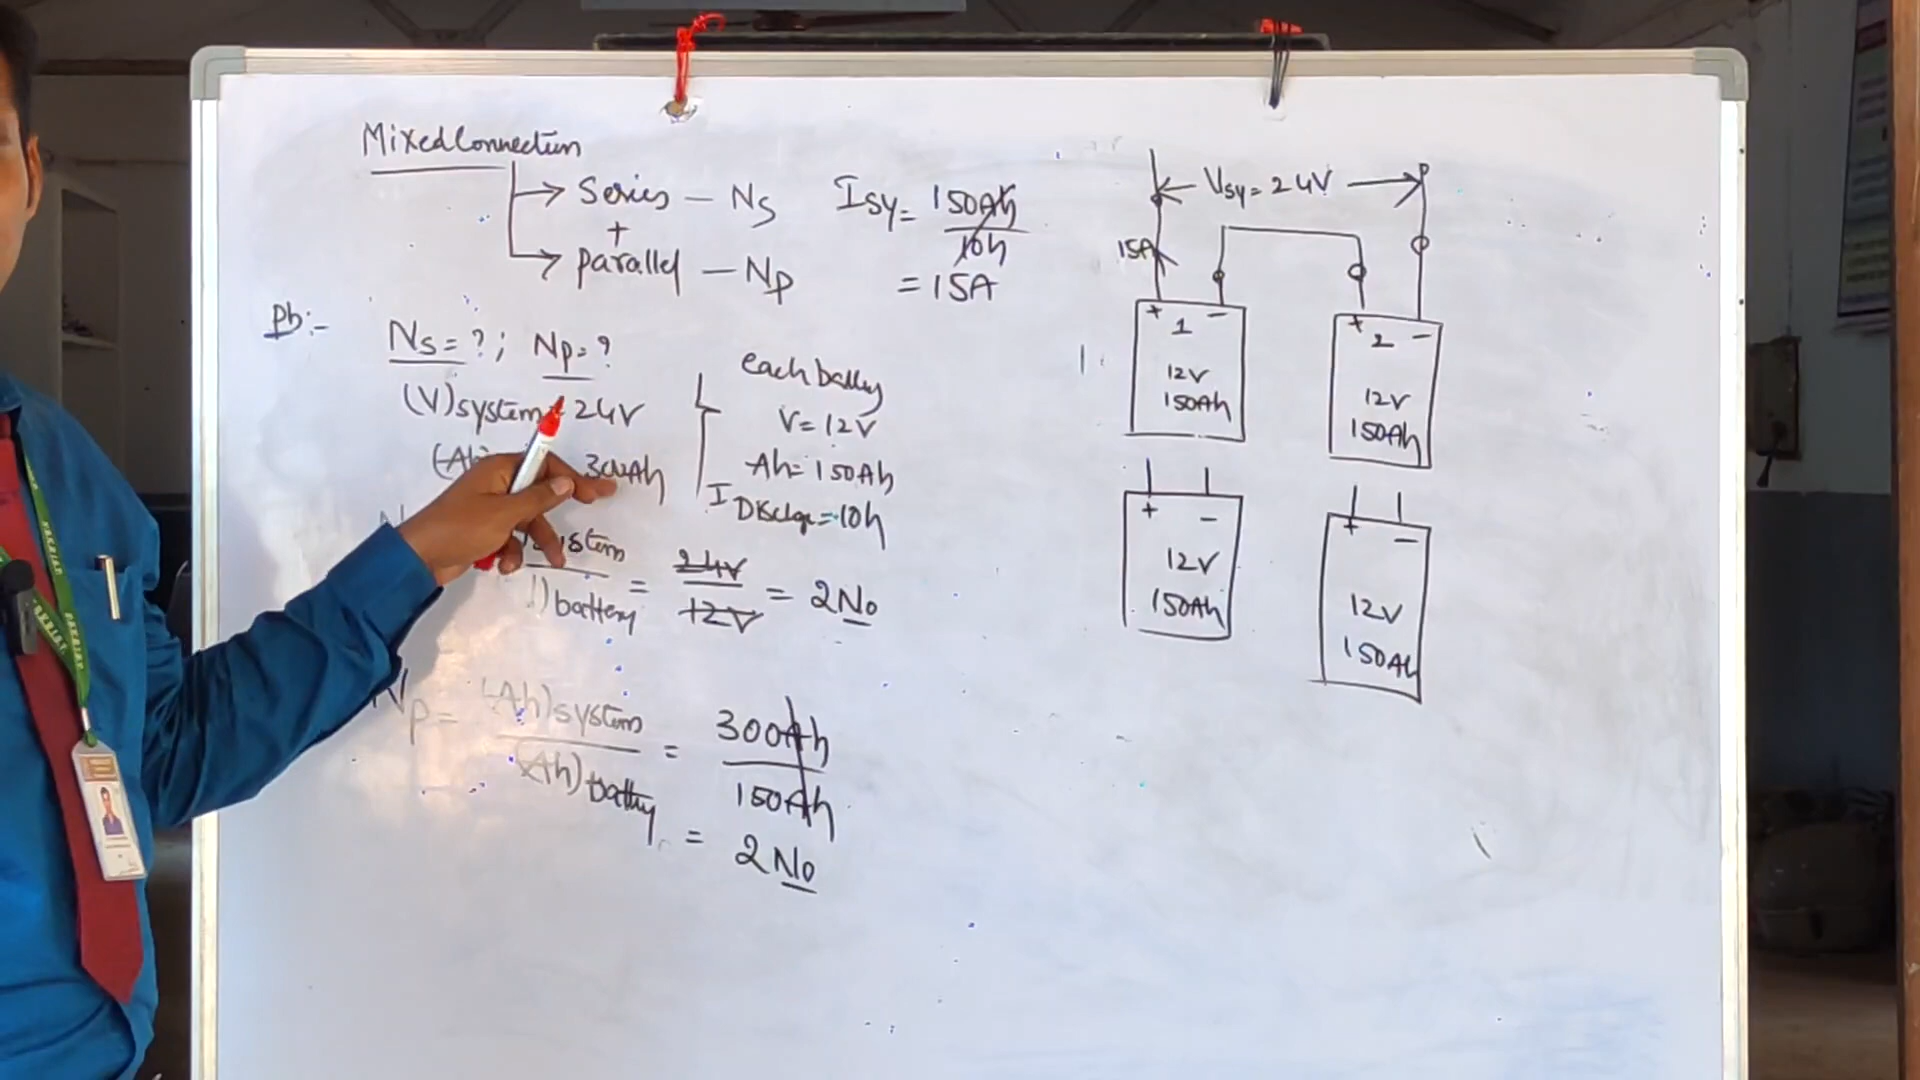 Mixed Connection
Series – Ns
+
parallel – Np
Isy = 150Ah
10h
= 15A
Pb:-
Ns = ? ; Np = ?
(V)system = 24V
(Ah 300Ah
each battery
V = 12V
Ah = 150Ah
I Dischge = 10h
N
system
battery
= 24V
12V
= 2 No
Np = (Ah)system
(Ah)battery
= 300Ah
150Ah
= 2 No
Vsy = 24V
15A
+ 1 –
12V
150Ah
+ 2 –
12V
150Ah
+ –
12V
150Ah
+ –
12V
150Ah